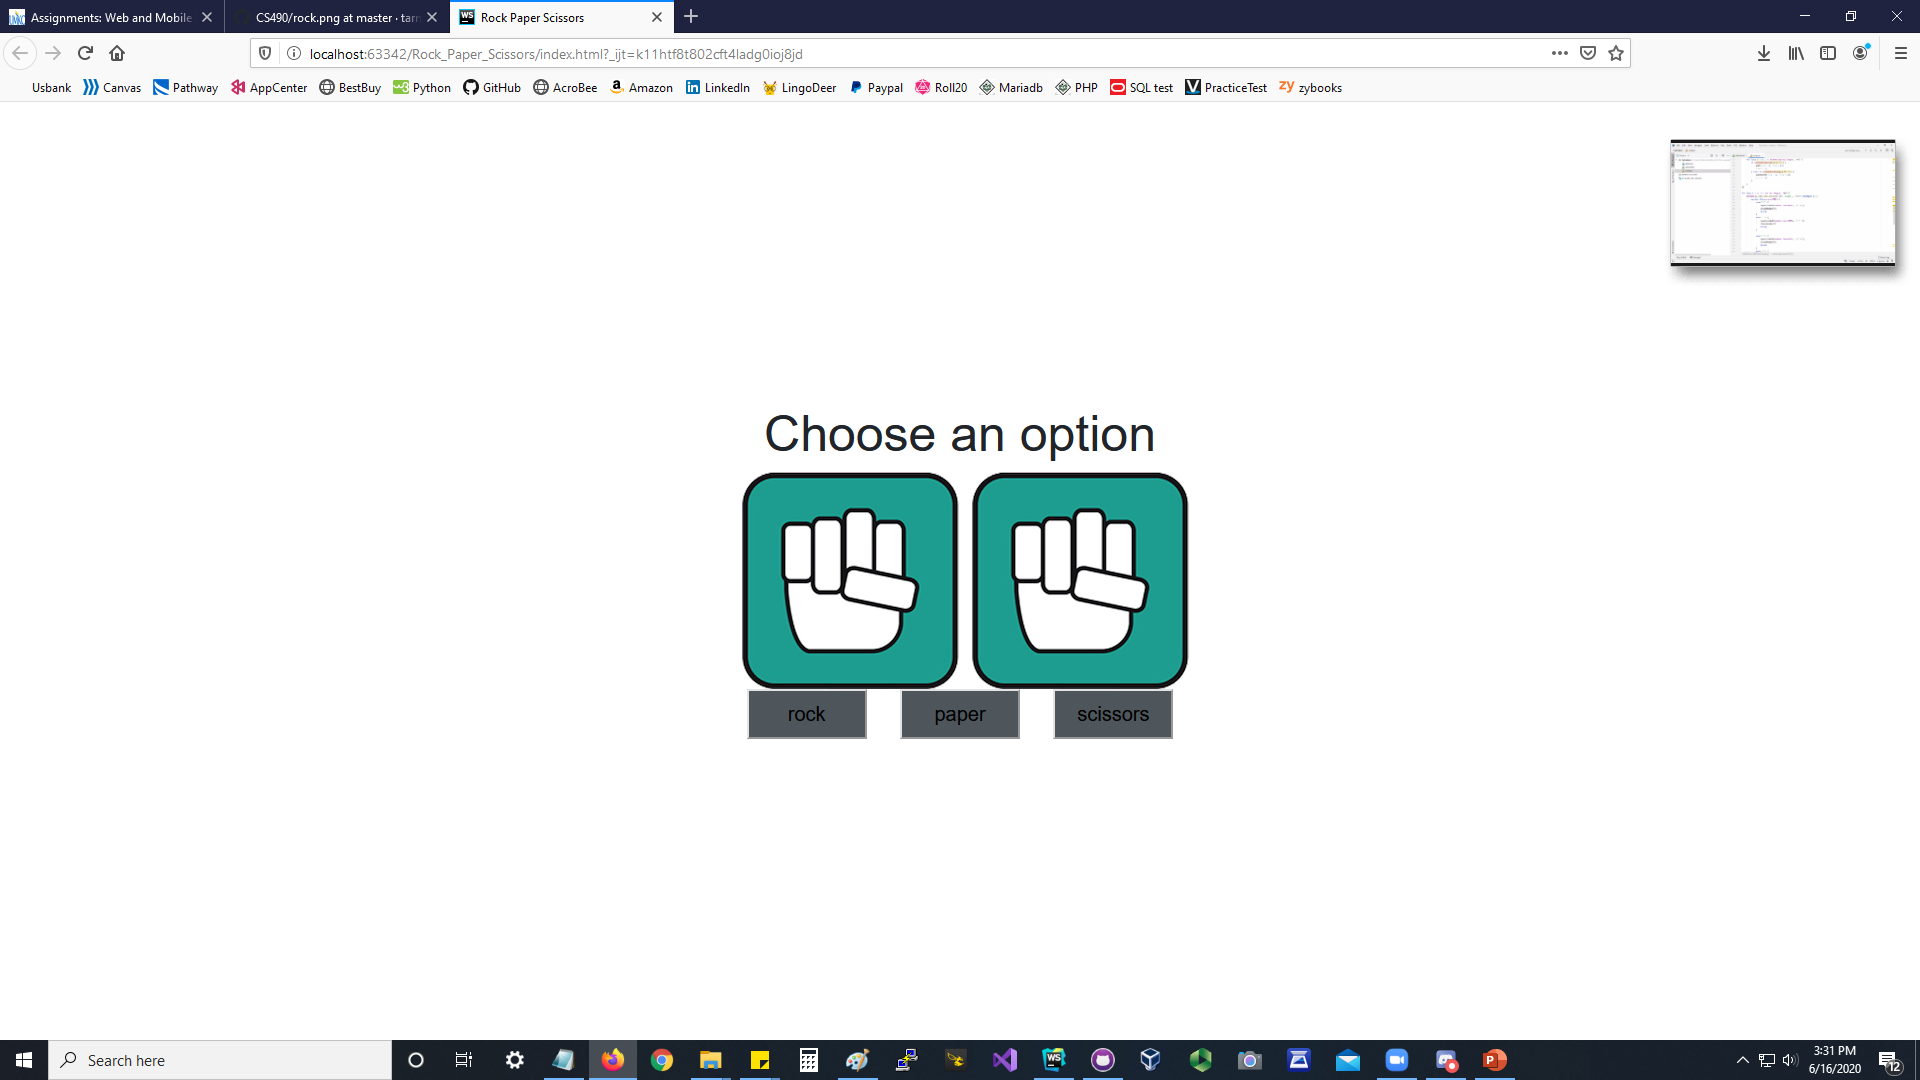 Assignments: Web and Mobile
CS490/rock.png at master · tarn
WS Rock Paper Scissors
localhost:63342/Rock_Paper_Scissors/index.html?_ijt=k11htf8t802cft4ladg0ioj8jd
Usbank Canvas Pathway AppCenter BestBuy Python GitHub AcroBee Amazon LinkedIn LingoDeer Paypal Roll20 Mariadb PHP SQL test PracticeTest zybooks
Choose an option
rock paper scissors
Search here
3:31 PM
6/16/2020
12